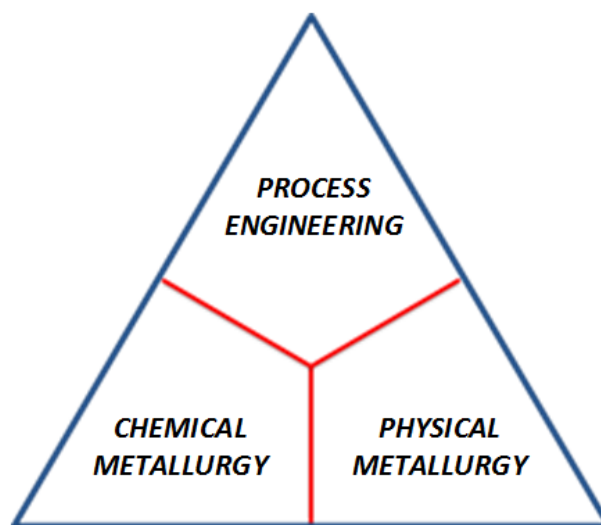 PROCESS
ENGINEERING
CHEMICAL
METALLURGY
PHYSICAL
METALLURGY